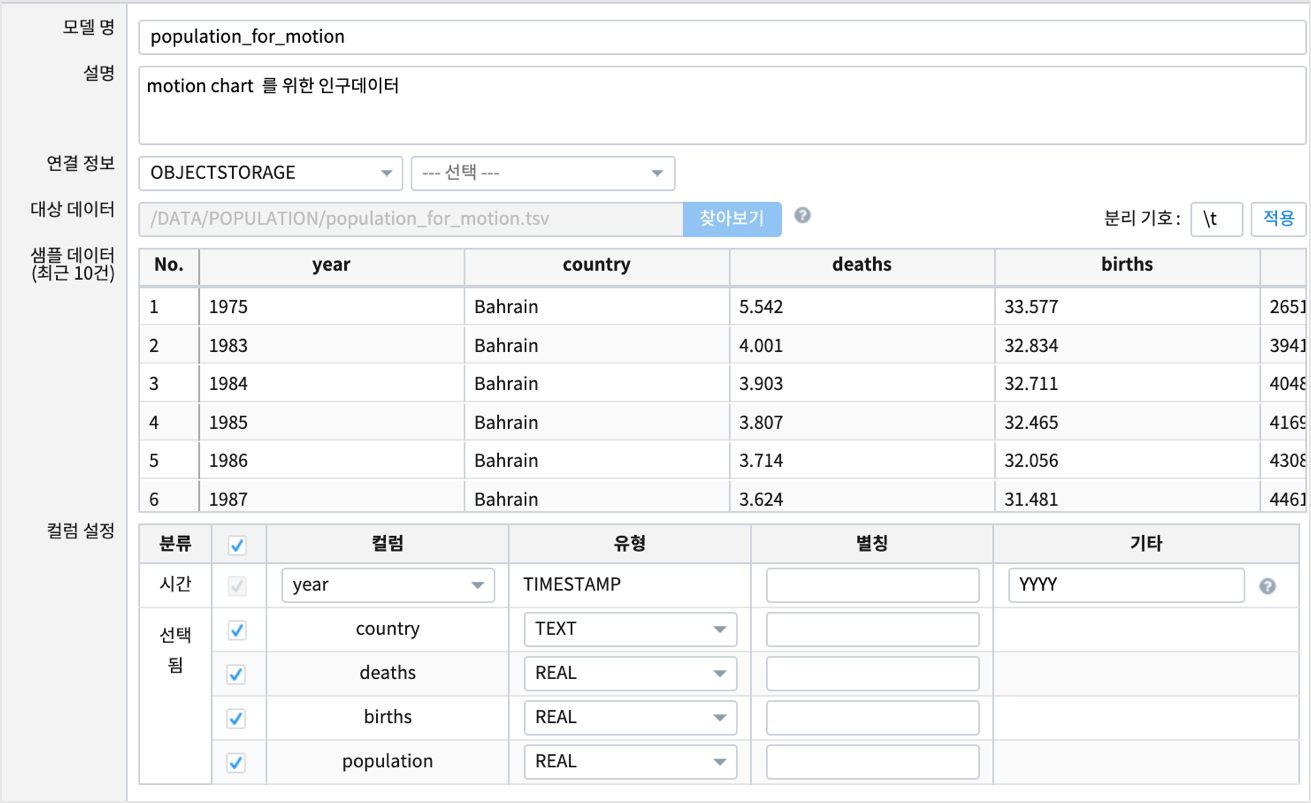 모델 명 population_for_motion
설명 motion chart 를 위한 인구데이터
연결 정보 OBJECTSTORAGE --- 선택 ---
대상 데이터 /DATA/POPULATION/population_for_motion.tsv 찾아보기 ? 분리 기호: \t 적용
샘플 데이터
(최근 10건)
No. year country deaths births
1 1975 Bahrain 5.542 33.577 2651
2 1983 Bahrain 4.001 32.834 3941
3 1984 Bahrain 3.903 32.711 4048
4 1985 Bahrain 3.807 32.465 4169
5 1986 Bahrain 3.714 32.056 4308
6 1987 Bahrain 3.624 31.481 4461
컬럼 설정
분류 컬럼 유형 별칭 기타
시간 year TIMESTAMP YYYY ?
선택
됨
country TEXT
deaths REAL
births REAL
population REAL